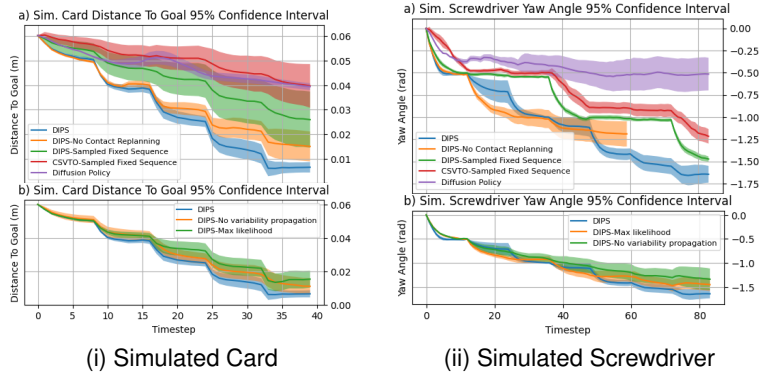 a) Sim. Card Distance To Goal 95% Confidence Interval
Distance To Goal (m)
0.06
0.05
0.04
0.03
0.02
0.01
DIPS
DIPS-No Contact Replanning
DIPS-Sampled Fixed Sequence
CSVTO-Sampled Fixed Sequence
Diffusion Policy
b) Sim. Card Distance To Goal 95% Confidence Interval
Distance To Goal (m)
0.06
0.04
0.02
0.00
DIPS
DIPS-No variability propagation
DIPS-Max likelihood
0 5 10 15 20 25 30 35 40
Timestep
(i) Simulated Card
a) Sim. Screwdriver Yaw Angle 95% Confidence Interval
Yaw Angle (rad)
0.00
−0.25
−0.50
−0.75
−1.00
−1.25
−1.50
−1.75
DIPS
DIPS-No Contact Replanning
DIPS-Sampled Fixed Sequence
CSVTO-Sampled Fixed Sequence
Diffusion Policy
b) Sim. Screwdriver Yaw Angle 95% Confidence Interval
Yaw Angle (rad)
0.0
−0.5
−1.0
−1.5
DIPS
DIPS-Max likelihood
DIPS-No variability propagation
0 20 40 60 80
Timestep
(ii) Simulated Screwdriver